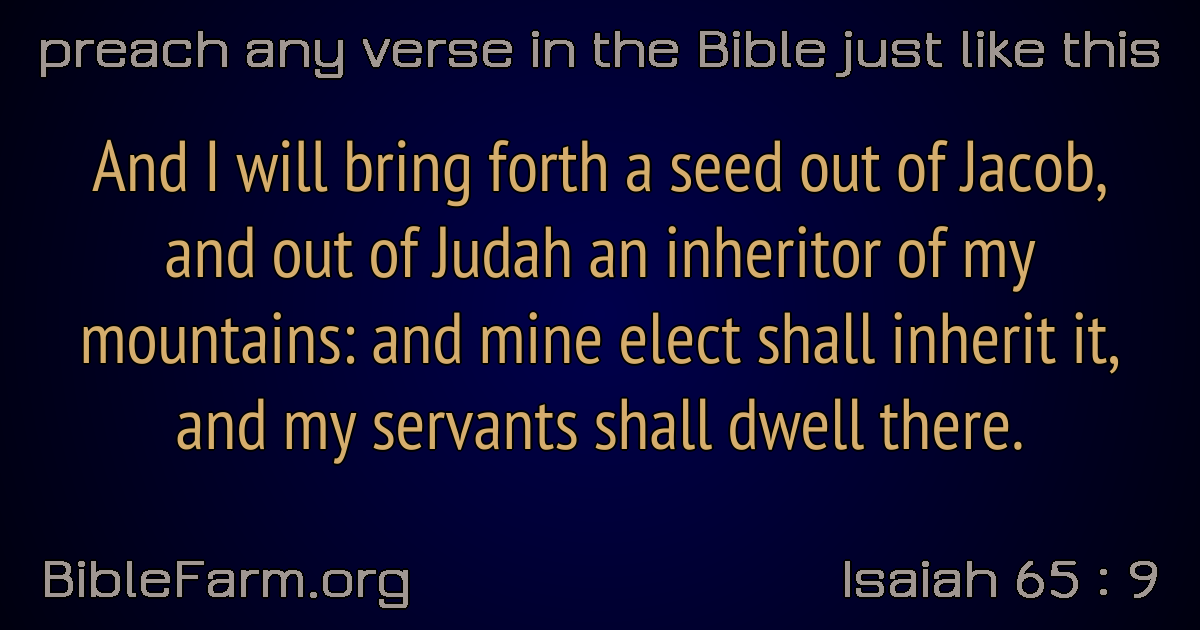 preach any verse in the Bible just like this
And I will bring forth a seed out of Jacob,
and out of Judah an inheritor of my
mountains: and mine elect shall inherit it,
and my servants shall dwell there.
BibleFarm.org
Isaiah 65 : 9